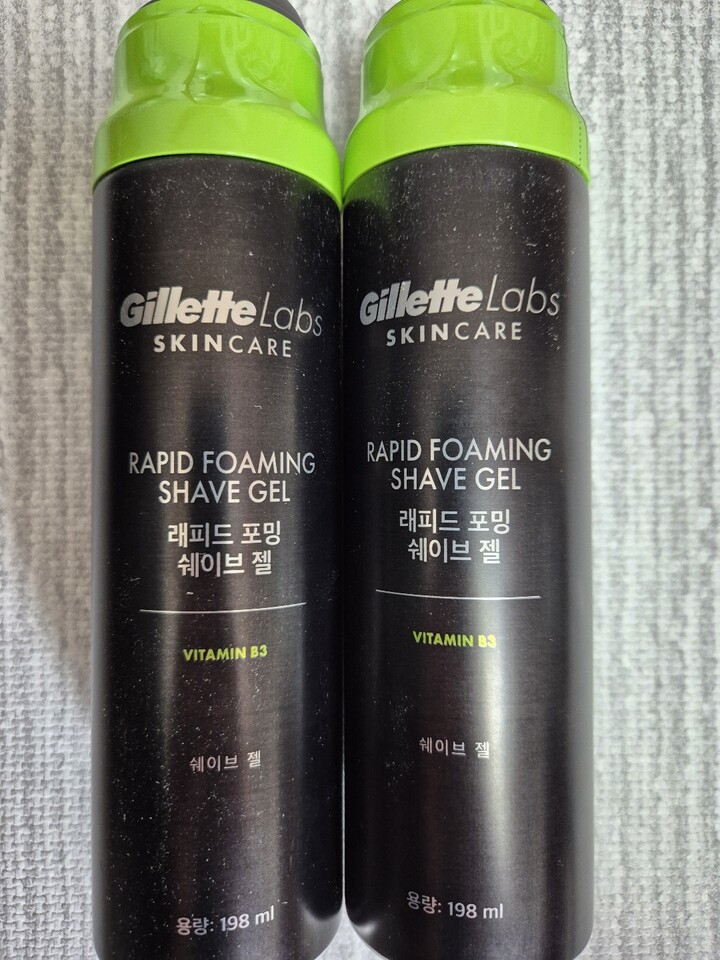 GilletteLabs
SKINCARE
RAPID FOAMING
SHAVE GEL
래피드 포밍
쉐이브 젤
VITAMIN B3
쉐이브 젤
용량: 198 ml
GilletteLabs
SKINCARE
RAPID FOAMING
SHAVE GEL
래피드 포밍
쉐이브 젤
VITAMIN B3
쉐이브 젤
용량: 198 ml